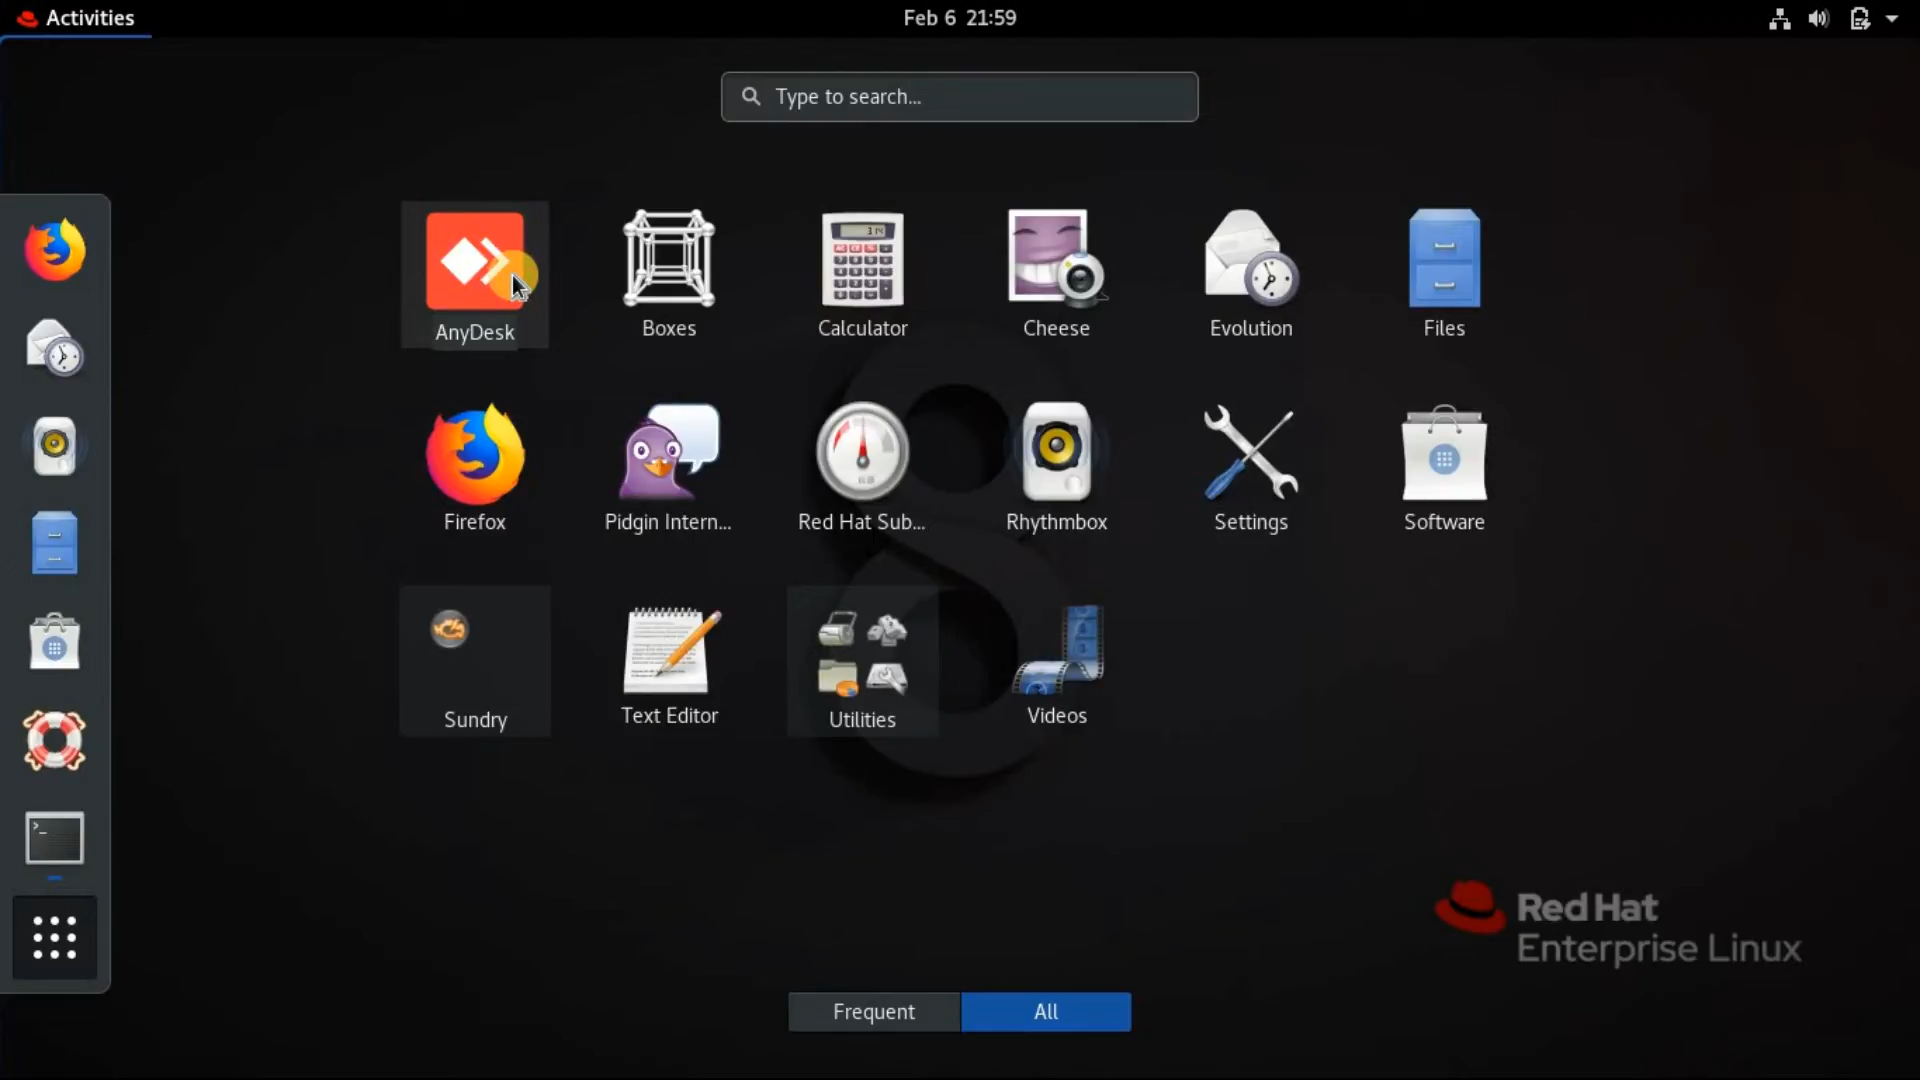 Activities
Feb 6 21:59
Type to search...
AnyDesk
Boxes
Calculator
Cheese
Evolution
Files
Firefox
Pidgin Intern...
Red Hat Sub...
Rhythmbox
Settings
Software
Sundry
Text Editor
Utilities
Videos
Red Hat
Enterprise Linux
Frequent
All